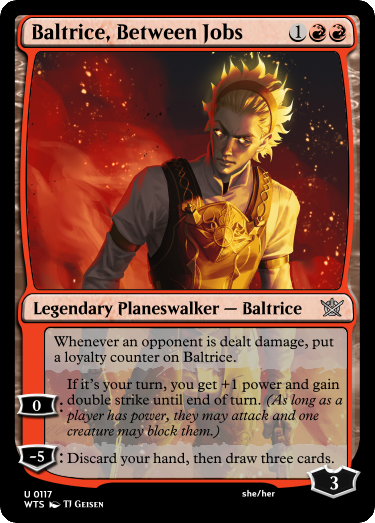 Baltrice, Between Jobs 1
Legendary Planeswalker — Baltrice
Whenever an opponent is dealt damage, put
a loyalty counter on Baltrice.
0 : If it's your turn, you get +1 power and gain
double strike until end of turn. (As long as a
player has power, they may attack and one
creature may block them.)
-5 : Discard your hand, then draw three cards.
3
U 0117 she/her
WTS TJ Geisen